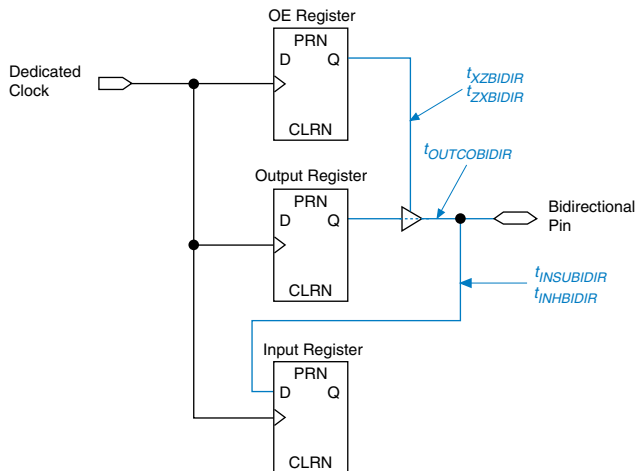 OE Register
PRN
D Q
CLRN
Dedicated
Clock
tXZBIDIR
tZXBIDIR
tOUTCOBIDIR
Output Register
PRN
D Q
CLRN
Bidirectional
Pin
tINSUBIDIR
tINHBIDIR
Input Register
PRN
D Q
CLRN